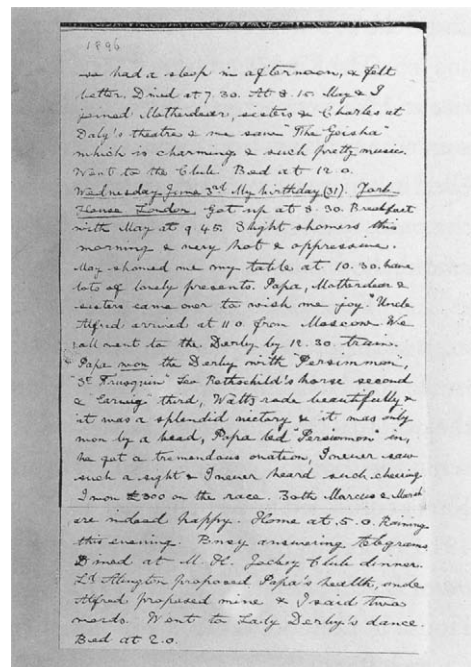 1896
we had a sleep in afternoon, & felt
better. Dined at 7.30. At 8.15 May & I
joined Motherdear, sisters & Charles at
Daly's theatre & we saw "The Geisha"
which is charming & such pretty music.
Went to the Club. Bed at 12.0.
Wednesday June 3rd My birthday (31). York
House London. Got up at 8.30. Breakfast
with May at 9.45. Slight showers this
morning & very hot & oppressive.
May showed me my table at 10.30. have
lots of lovely presents. Papa, Motherdear &
sisters came over to wish me joy. Uncle
Alfred arrived at 11.0 from Moscow. We
all went to the Derby by 12.30 train.
Papa won the Derby with "Persimmon",
"St Frusquin" Leo Rothschild's horse second
& "Earwig" third, Watts rode beautifully &
it was a splendid victory & it was only
won by a head, Papa led "Persimmon" in,
he got a tremendous ovation, I never saw
such a sight & I never heard such cheering
I won £300 on the race. Both Marcus & Marsh
are indeed happy. Home at 5.0. Raining
this evening. Busy answering telegrams
Dined at M. H. Jockey Club dinner.
Ld Alington proposed Papa's health, uncle
Alfred proposed mine & I said two
words. Went to Lady Derby's dance.
Bed at 2.0.